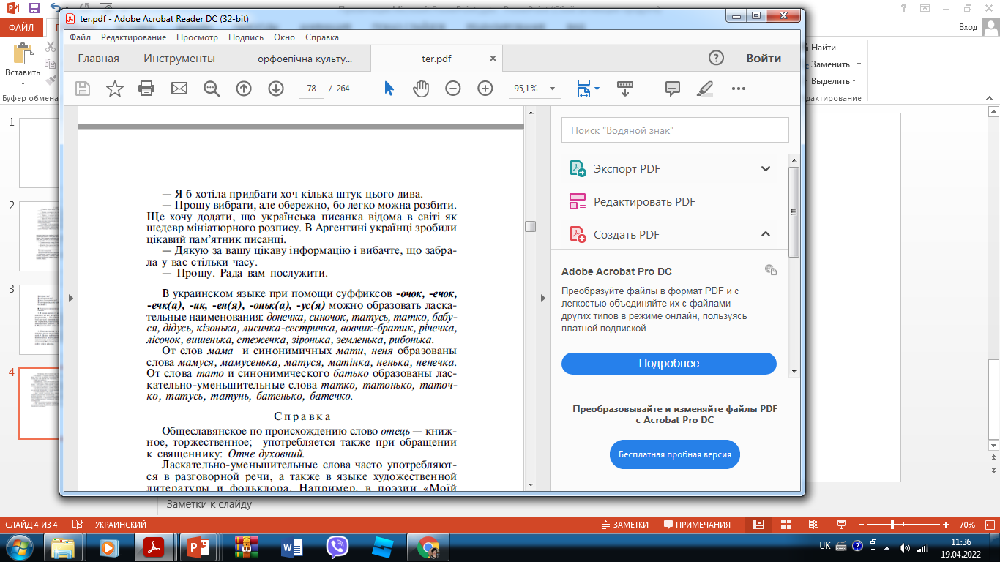 ter.pdf - Adobe Acrobat Reader DC (32-bit)
ФАЙЛ
Вход
Файл Редактирование Просмотр Подпись Окно Справка
Главная Инструменты орфоепічна культу... ter.pdf Войти
78 / 264 95,1%
Вставить
Буфер обмена
Найти
Заменить
Выделить
дактирование
1
2
3
4
— Я б хотіла придбати хоч кілька штук цього дива.
— Прошу вибрати, але обережно, бо легко можна розбити.
Ще хочу додати, що українська писанка відома в світі як
шедевр мініатюрного розпису. В Аргентині українці зробили
цікавий пам’ятник писанці.
— Дякую за вашу цікаву інформацію і вибачте, що забра-
ла у вас стільки часу.
— Прошу. Рада вам послужити.
В украинском языке при помощи суффиксов -очок, -ечок,
-ечк(а), -ик, -ен(я), -оньк(а), -ус(я) можно образовать ласка-
тельные наименования: донечка, синочок, татусь, татко, бабу-
ся, дідусь, кізонька, лисичка-сестричка, вовчик-братик, річечка,
лісочок, вишенька, стежечка, зіронька, земленька, рибонька.
От слов мама и синонимичных мати, неня образованы
слова мамуся, мамусенька, матуся, матінка, ненька, ненечка.
От слова тато и синонимического батько образованы лас-
кательно-уменьшительные слова татко, татонько, таточ-
ко, татусь, татунь, батенько, батечко.
Справка
Общеславянское по происхождению слово отець — книж-
ное, торжественное; употребляется также при обращении
к священнику: Отче духовний.
Ласкательно-уменьшительные слова часто употребляют-
ся в разговорной речи, а также в языке художественной
литературы и фольклора. Например, в поэзии «Моїй
Поиск "Водяной знак"
Экспорт PDF
Редактировать PDF
Создать PDF
Adobe Acrobat Pro DC
Преобразуйте файлы в формат PDF и с
легкостью объединяйте их с файлами
других типов в режиме онлайн, пользуясь
платной подпиской
Подробнее
Преобразовывайте и изменяйте файлы PDF
с Acrobat Pro DC
Бесплатная пробная версия
Заметки к слайду
СЛАЙД 4 ИЗ 4 УКРАИНСКИЙ ЗАМЕТКИ ПРИМЕЧАНИЯ 70%
UK 11:36
19.04.2022